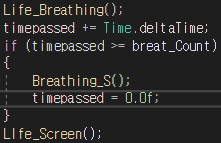 Life_Breathing();
timepassed += Time.deltaTime;
if (timepassed >= breat_Count)
{
Breathing_S();
timepassed = 0.0f;
}
LIfe_Screen();